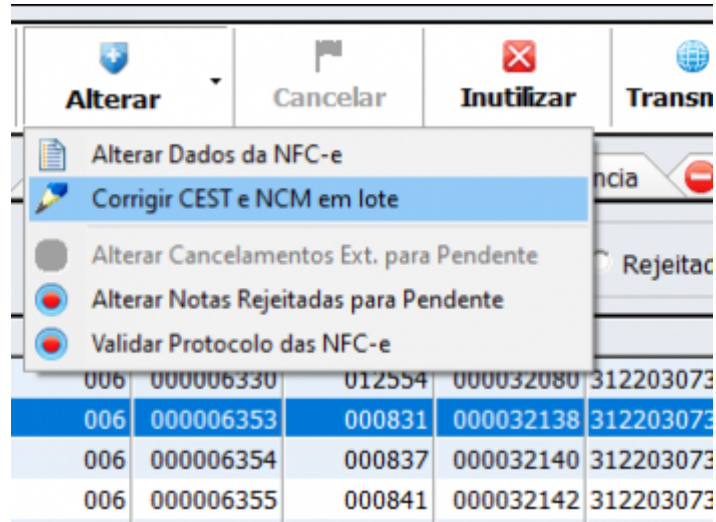 Alterar Cancelar Inutilizar
Alterar Dados da NFC-e
Corrigir CEST e NCM em lote
Alterar Cancelamentos Ext. para Pendente
Alterar Notas Rejeitadas para Pendente
Validar Protocolo das NFC-e
006 000006330 012554 000032080 312203073
006 000006353 000831 000032138 312203073
006 000006354 000837 000032140 312203073
006 000006355 000841 000032142 312203073